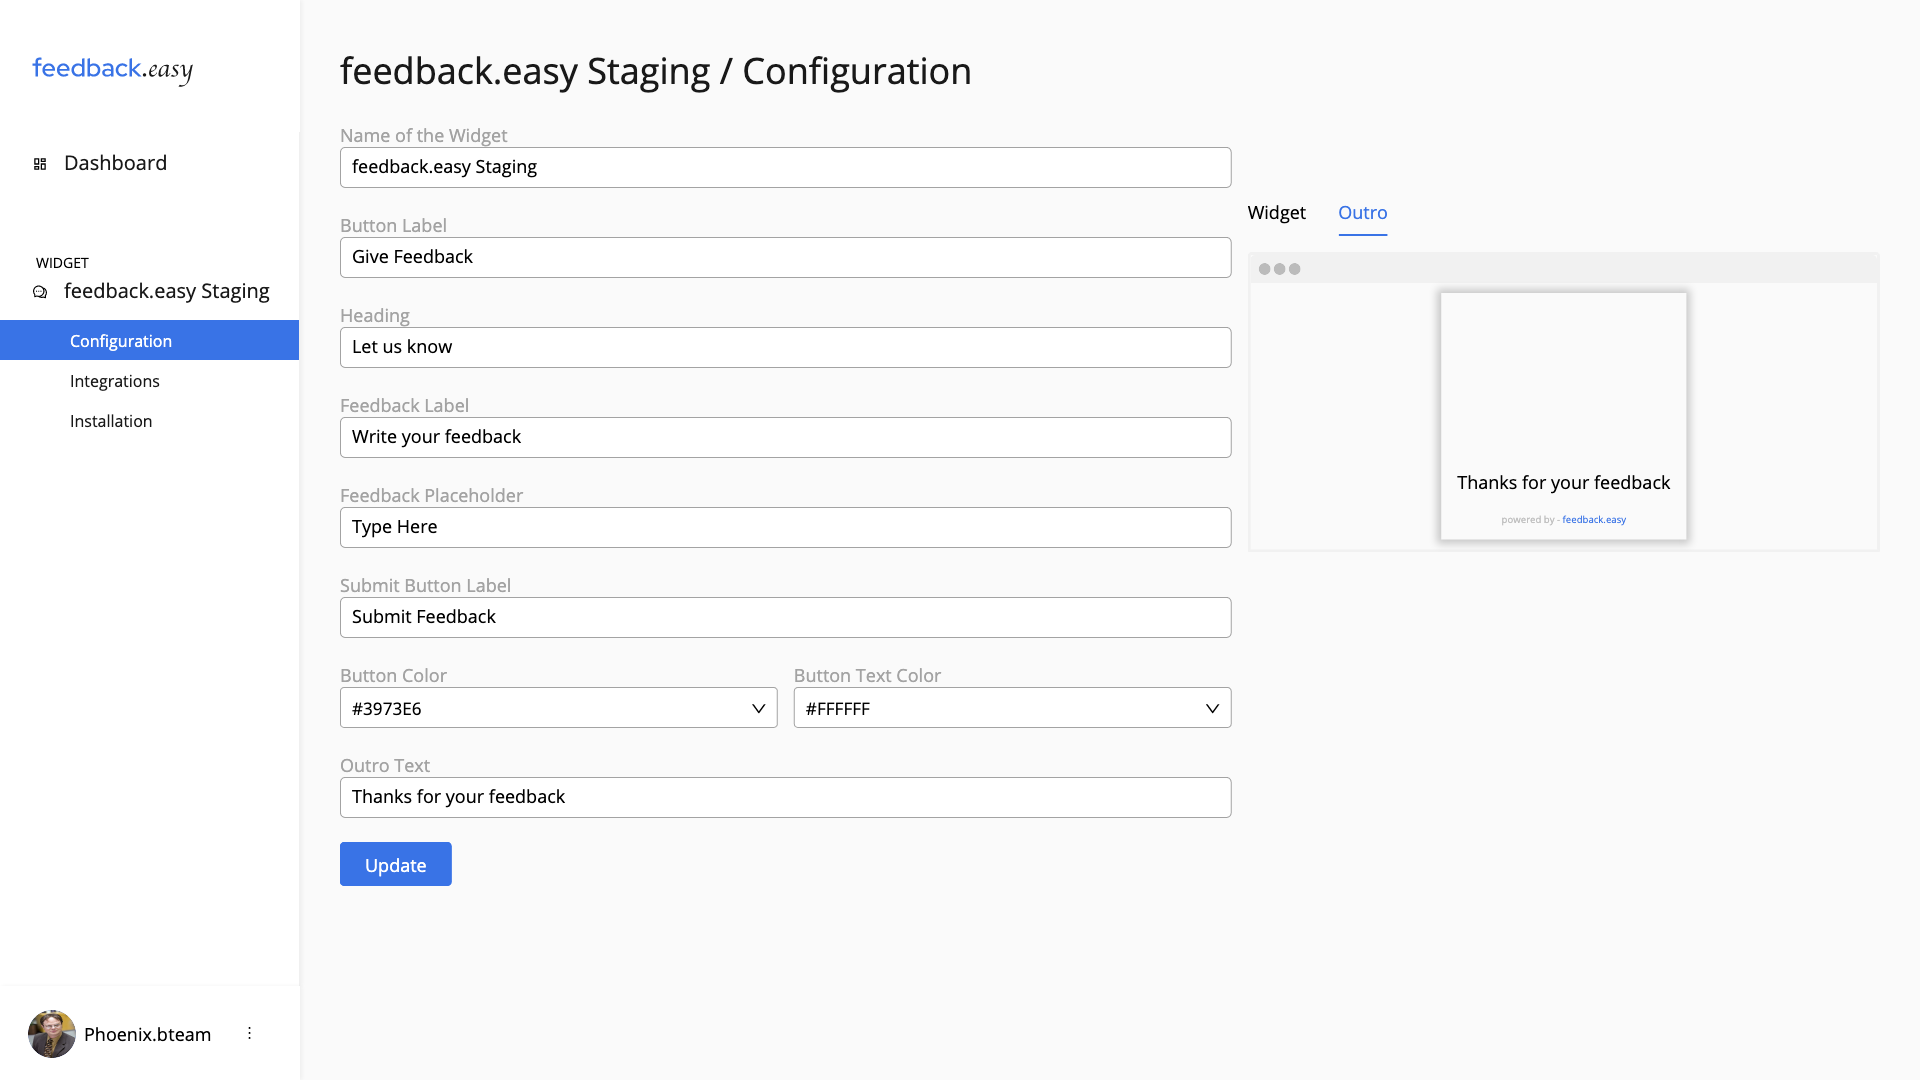 feedback.easy
Dashboard
WIDGET
feedback.easy Staging
Configuration
Integrations
Installation
Phoenix.bteam
feedback.easy Staging / Configuration
Name of the Widget
feedback.easy Staging
Button Label
Give Feedback
Heading
Let us know
Feedback Label
Write your feedback
Feedback Placeholder
Type Here
Submit Button Label
Submit Feedback
Button Color
#3973E6
Button Text Color
#FFFFFF
Outro Text
Thanks for your feedback
Update
Widget Outro
Thanks for your feedback
powered by - feedback.easy